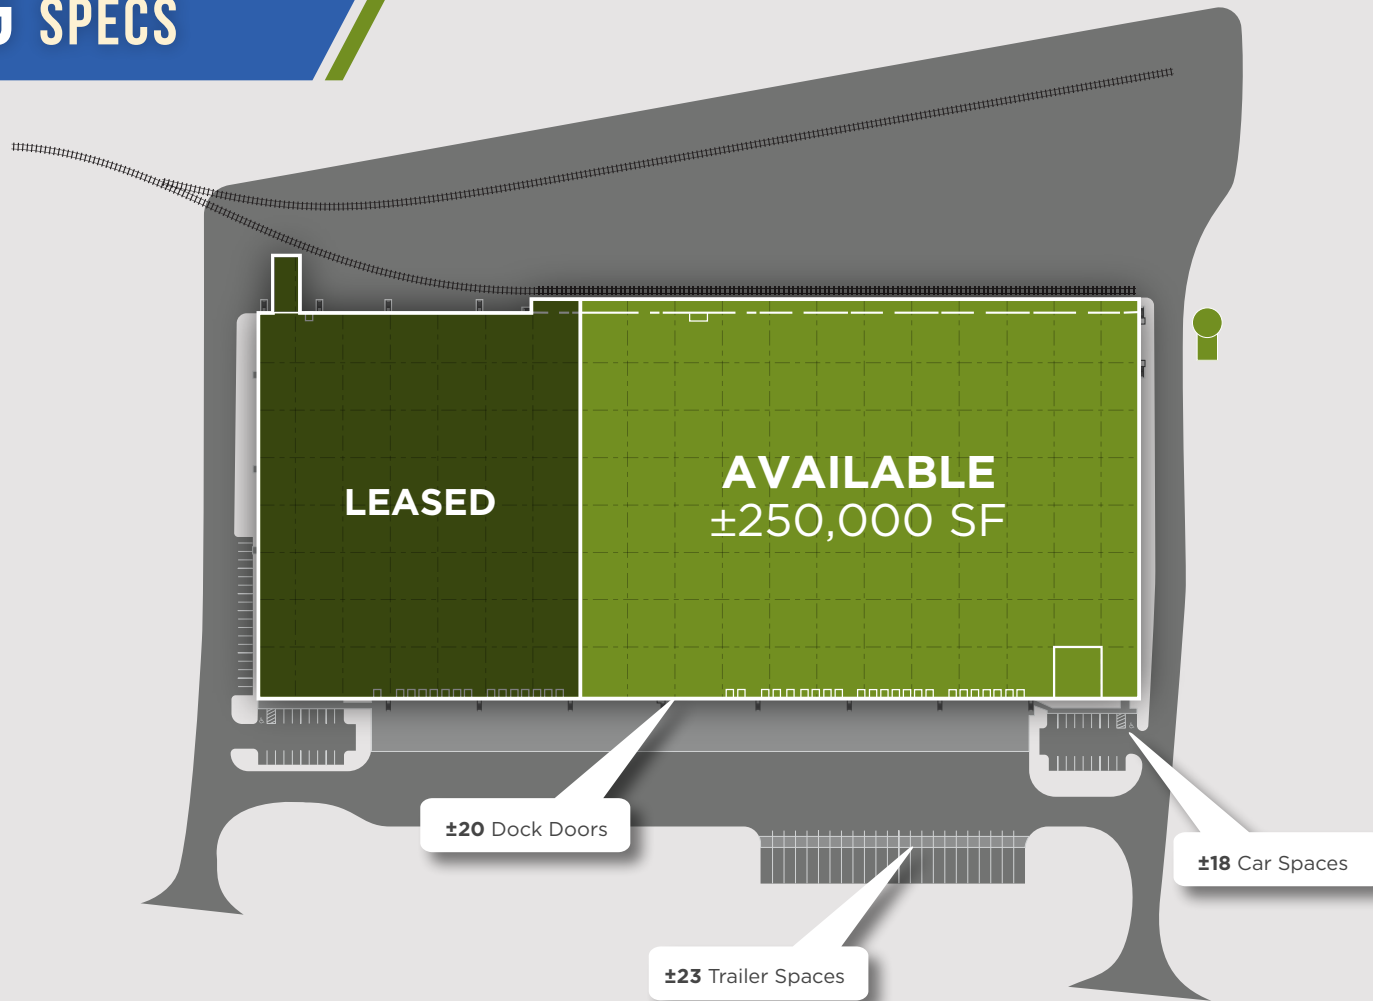 SPECS
LEASED
AVAILABLE
±250,000 SF
±20 Dock Doors
±18 Car Spaces
±23 Trailer Spaces